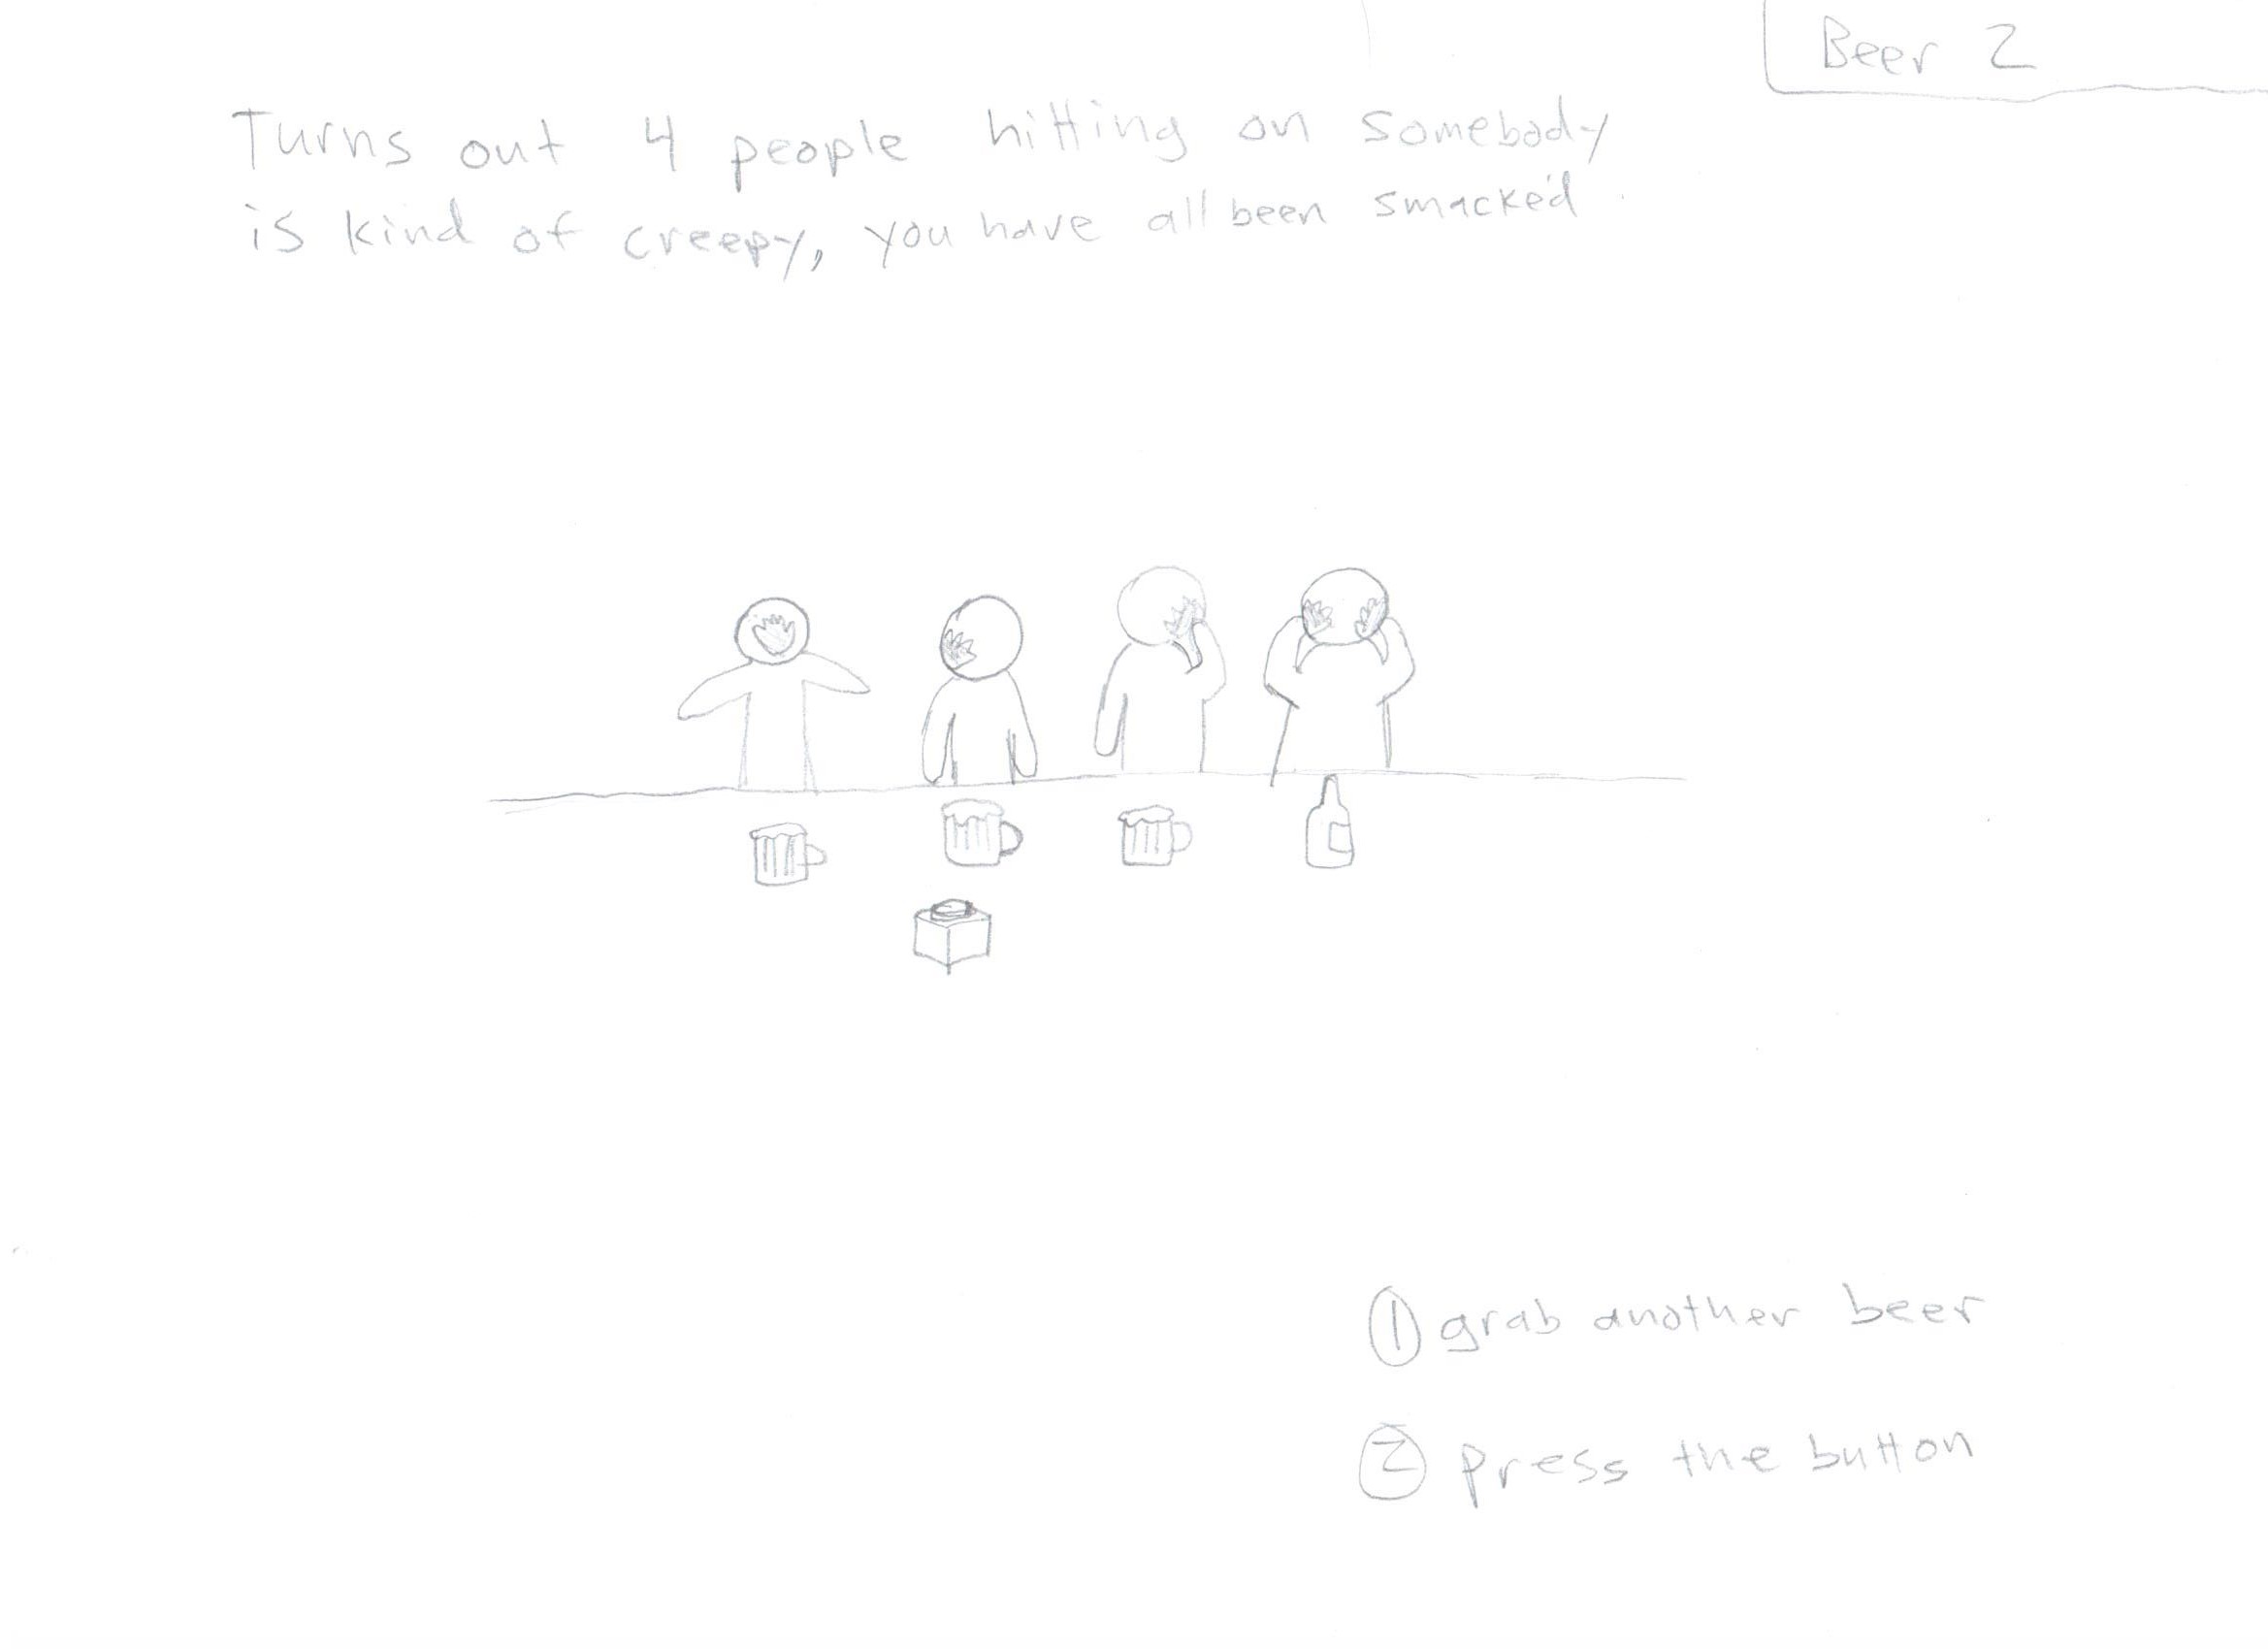 Beer 2
Turns out 4 people hitting on somebody
is kind of creepy, you have all been smacked.
① grab another beer
② press the button